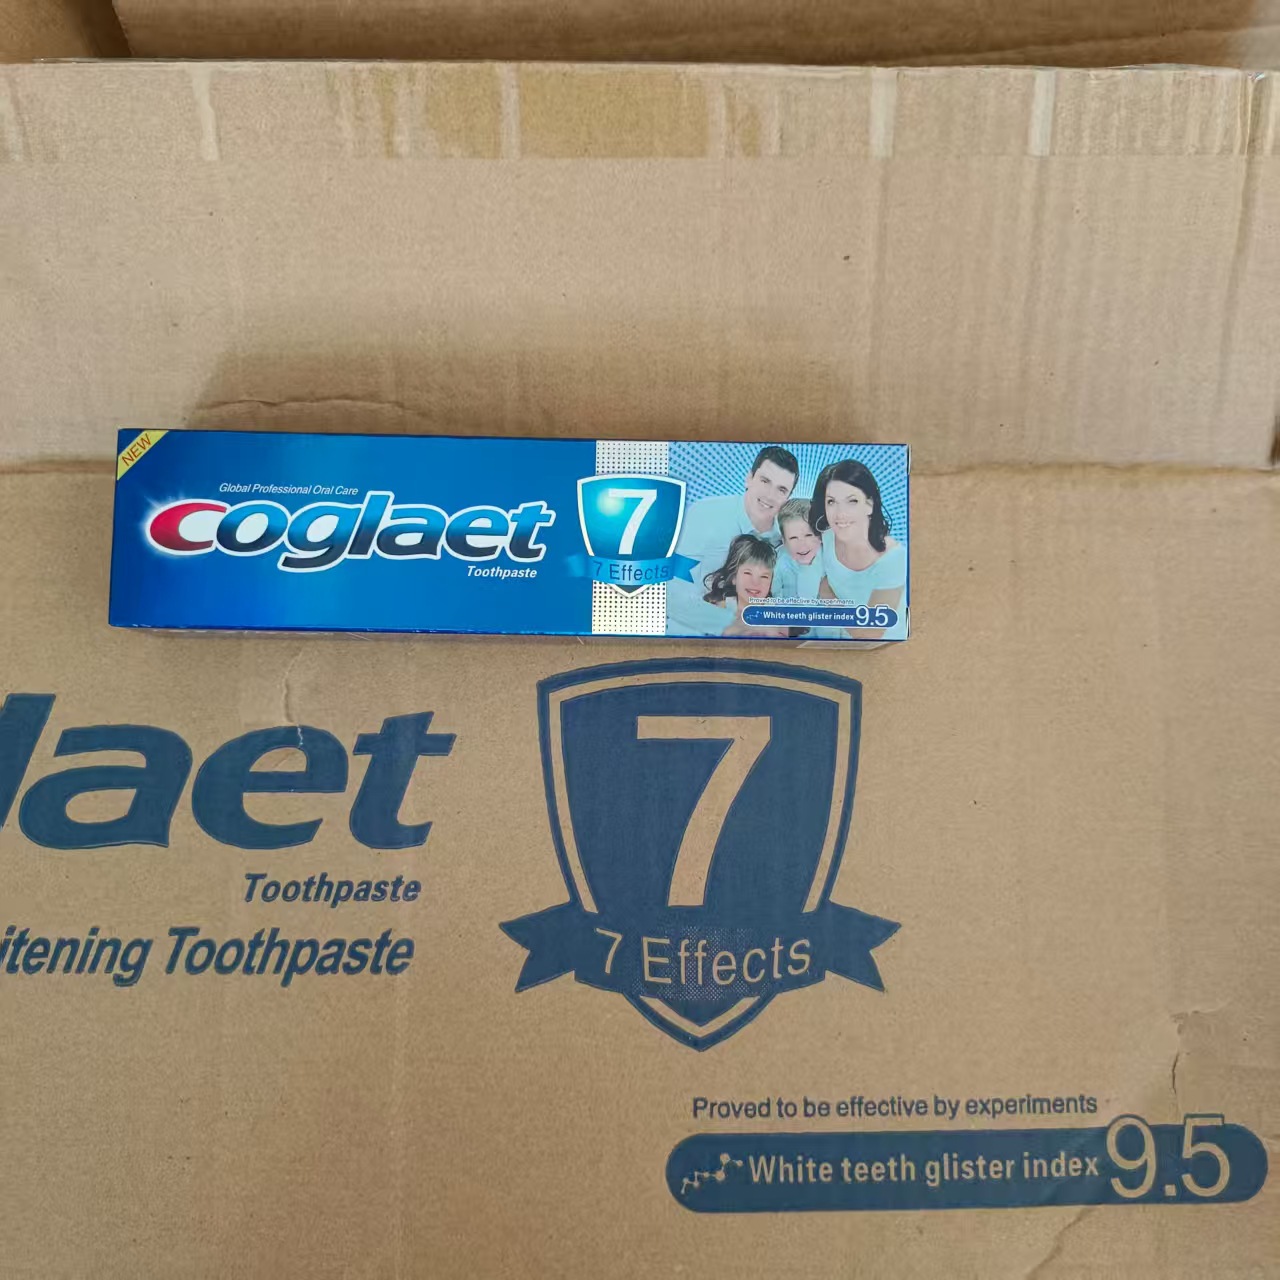 NEW
Global Professional Oral Care
coglaet
Toothpaste
7
7 Effects
Proved to be effective by experiments
White teeth glister index 9.5
laet
Toothpaste
itening Toothpaste
7
7 Effects
Proved to be effective by experiments
White teeth glister index 9.5